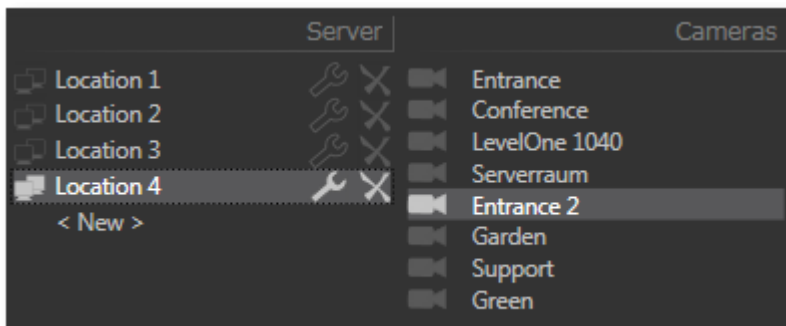 Server
Location 1
Location 2
Location 3
Location 4
< New >
Cameras
Entrance
Conference
LevelOne 1040
Serverraum
Entrance 2
Garden
Support
Green